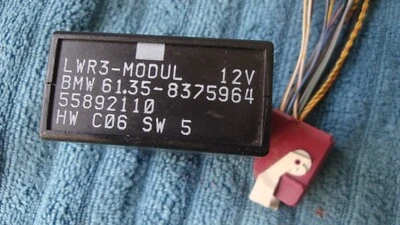 LWR3-MODUL 12V
BMW 61.35-8375964
55892110
HW C06 SW 5